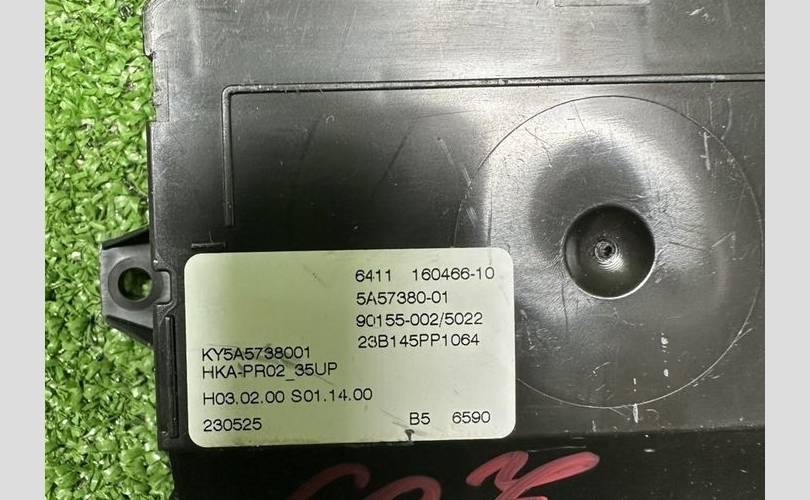 6411 160466-10
5A57380-01
90155-002/5022
23B145PP1064
KY5A5738001
HKA-PR02_35UP
H03.02.00 S01.14.00
230525 B5 6590